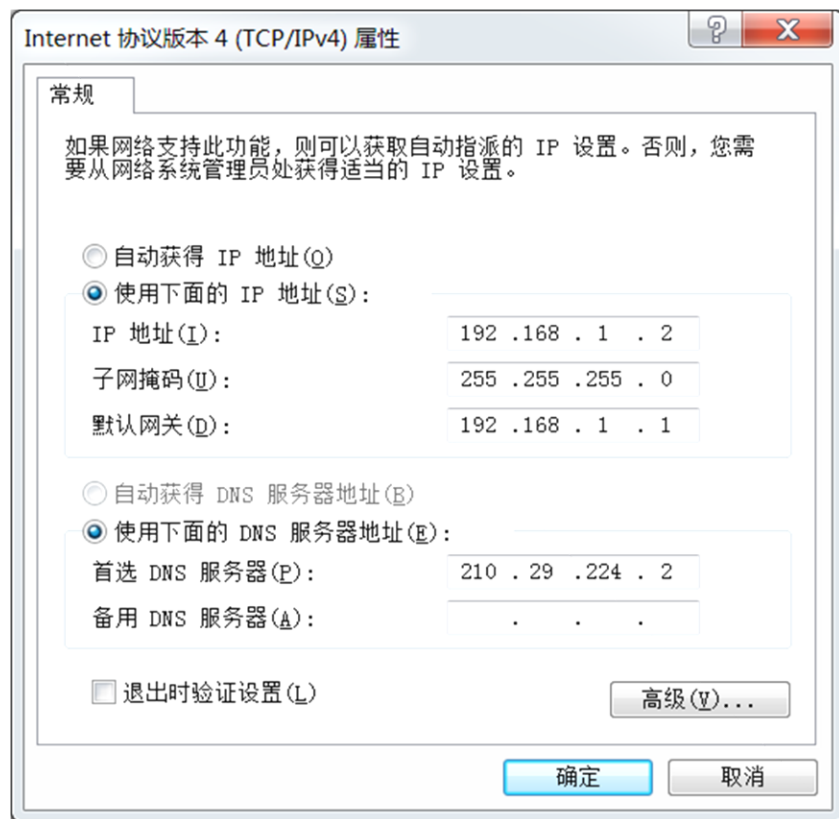 Internet 协议版本 4 (TCP/IPv4) 属性
常规
如果网络支持此功能，则可以获取自动指派的 IP 设置。否则，您需
要从网络系统管理员处获得适当的 IP 设置。
自动获得 IP 地址(O)
使用下面的 IP 地址(S):
IP 地址(I): 192 .168 . 1 . 2
子网掩码(U): 255 .255 .255 . 0
默认网关(D): 192 .168 . 1 . 1
自动获得 DNS 服务器地址(B)
使用下面的 DNS 服务器地址(E):
首选 DNS 服务器(P): 210 . 29 .224 . 2
备用 DNS 服务器(A): . . .
退出时验证设置(L)
高级(V)...
确定 取消